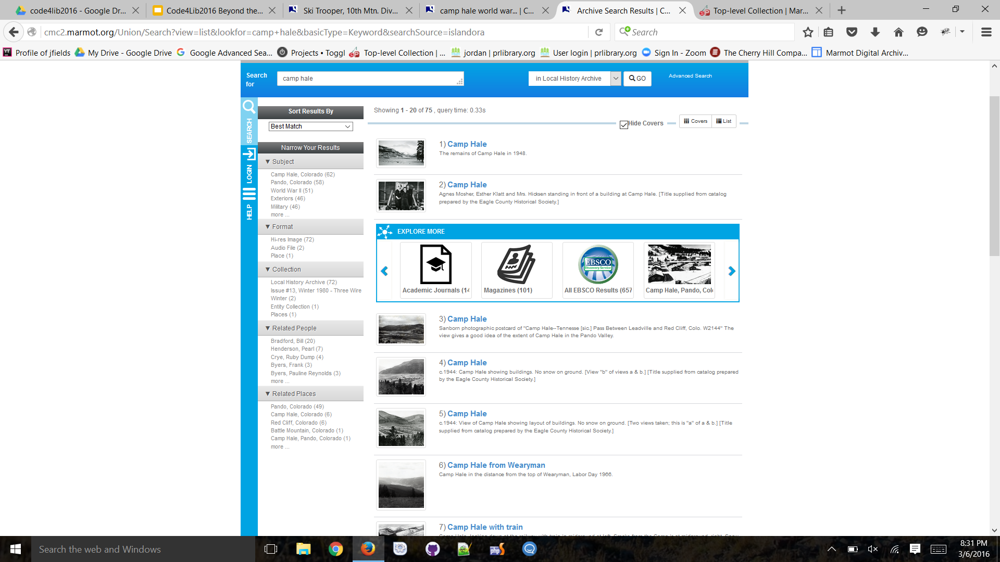 code4lib2016 - Google Dr...
Code4Lib2016 Beyond the...
Ski Trooper, 10th Mtn. Div...
camp hale world war... | C...
Archive Search Results | C...
Top-level Collection | Mar...
cmc2.marmot.org/Union/Search?view=list&lookfor=camp+hale&basicType=Keyword&searchSource=islandora
Search
Profile of jfields
My Drive - Google Drive
Google Advanced Sea...
Projects • Toggl
Top-level Collection | ...
jordan | prlibrary.org
User login | prlibrary.org
Sign In - Zoom
The Cherry Hill Compa...
Marmot Digital Archiv...
Search
for
camp hale
in Local History Archive
GO
Advanced Search
SEARCH
LOGIN
HELP
Sort Results By
Best Match
Narrow Your Results
▼ Subject
Camp Hale, Colorado (62)
Pando, Colorado (58)
World War II (51)
Exteriors (46)
Military (46)
more ...
▼ Format
Hi-res Image (72)
Audio File (2)
Place (1)
▼ Collection
Local History Archive (72)
Issue #13, Winter 1980 - Three Wire
Winter (2)
Entity Collection (1)
Places (1)
▼ Related People
Bradford, Bill (20)
Henderson, Pearl (7)
Crye, Ruby Dump (4)
Byers, Frank (3)
Byers, Pauline Reynolds (3)
more ...
▼ Related Places
Pando, Colorado (49)
Camp Hale, Colorado (6)
Red Cliff, Colorado (6)
Battle Mountain, Colorado (1)
Camp Hale, Pando, Colorado (1)
more ...
Showing 1 - 20 of 75 , query time: 0.33s
Hide Covers
Covers
List
1) Camp Hale
The remains of Camp Hale in 1948.
2) Camp Hale
Agnes Mosher, Esther Klatt and Mrs. Hicksen standing in front of a building at Camp Hale. [Title supplied from catalog
prepared by the Eagle County Historical Society.]
EXPLORE MORE
EBSCO
Discovery Service
Academic Journals (14
Magazines (101)
All EBSCO Results (657
Camp Hale, Pando, Col
3) Camp Hale
Sanborn photographic postcard of "Camp Hale--Tennesse [sic.] Pass Between Leadville and Red Cliff, Colo. W2144" The
view gives a good idea of the extent of Camp Hale in the Pando Valley.
4) Camp Hale
c.1944: Camp Hale showing buildings. No snow on ground. [View "b" of views a & b.] [Title supplied from catalog prepared
by the Eagle County Historical Society.]
5) Camp Hale
c.1944: View of Camp Hale showing layout of buildings. No snow on ground. [Two views taken; this is "a" of a & b.] [Title
supplied from catalog prepared by the Eagle County Historical Society.]
6) Camp Hale from Wearyman
Camp Hale in the distance from the top of Wearyman, Labor Day 1966.
7) Camp Hale with train
Search the web and Windows
php
8:31 PM
3/6/2016